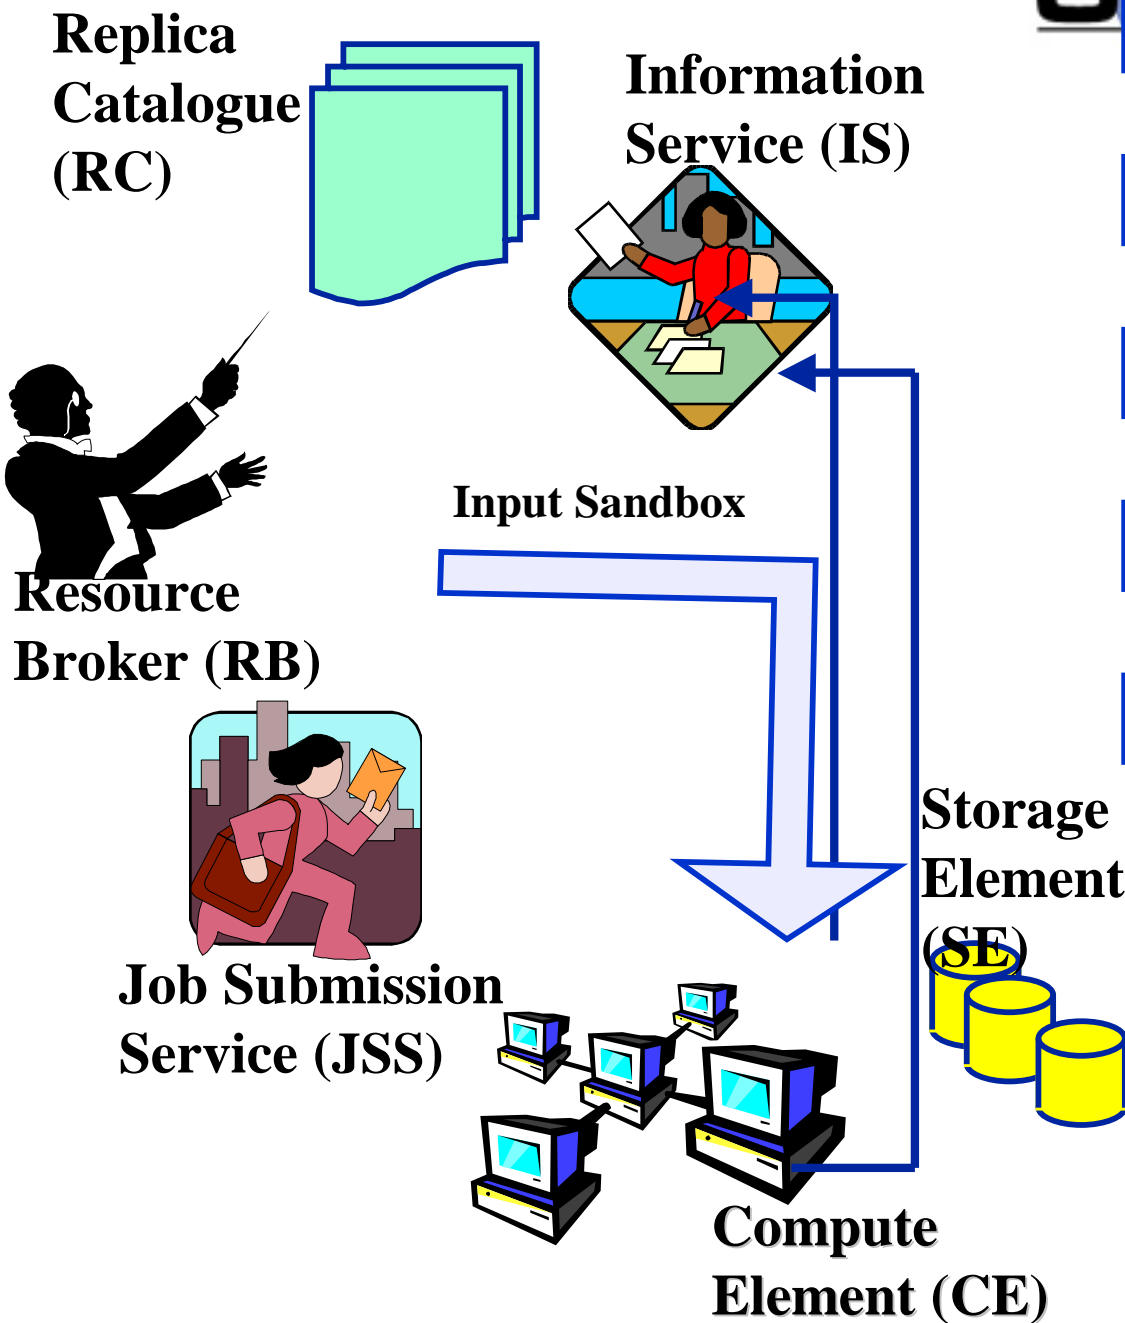 Replica
Catalogue
(RC)
Information
Service (IS)
Input Sandbox
Resource
Broker (RB)
Storage
Element
(SE)
Job Submission
Service (JSS)
Compute
Element (CE)